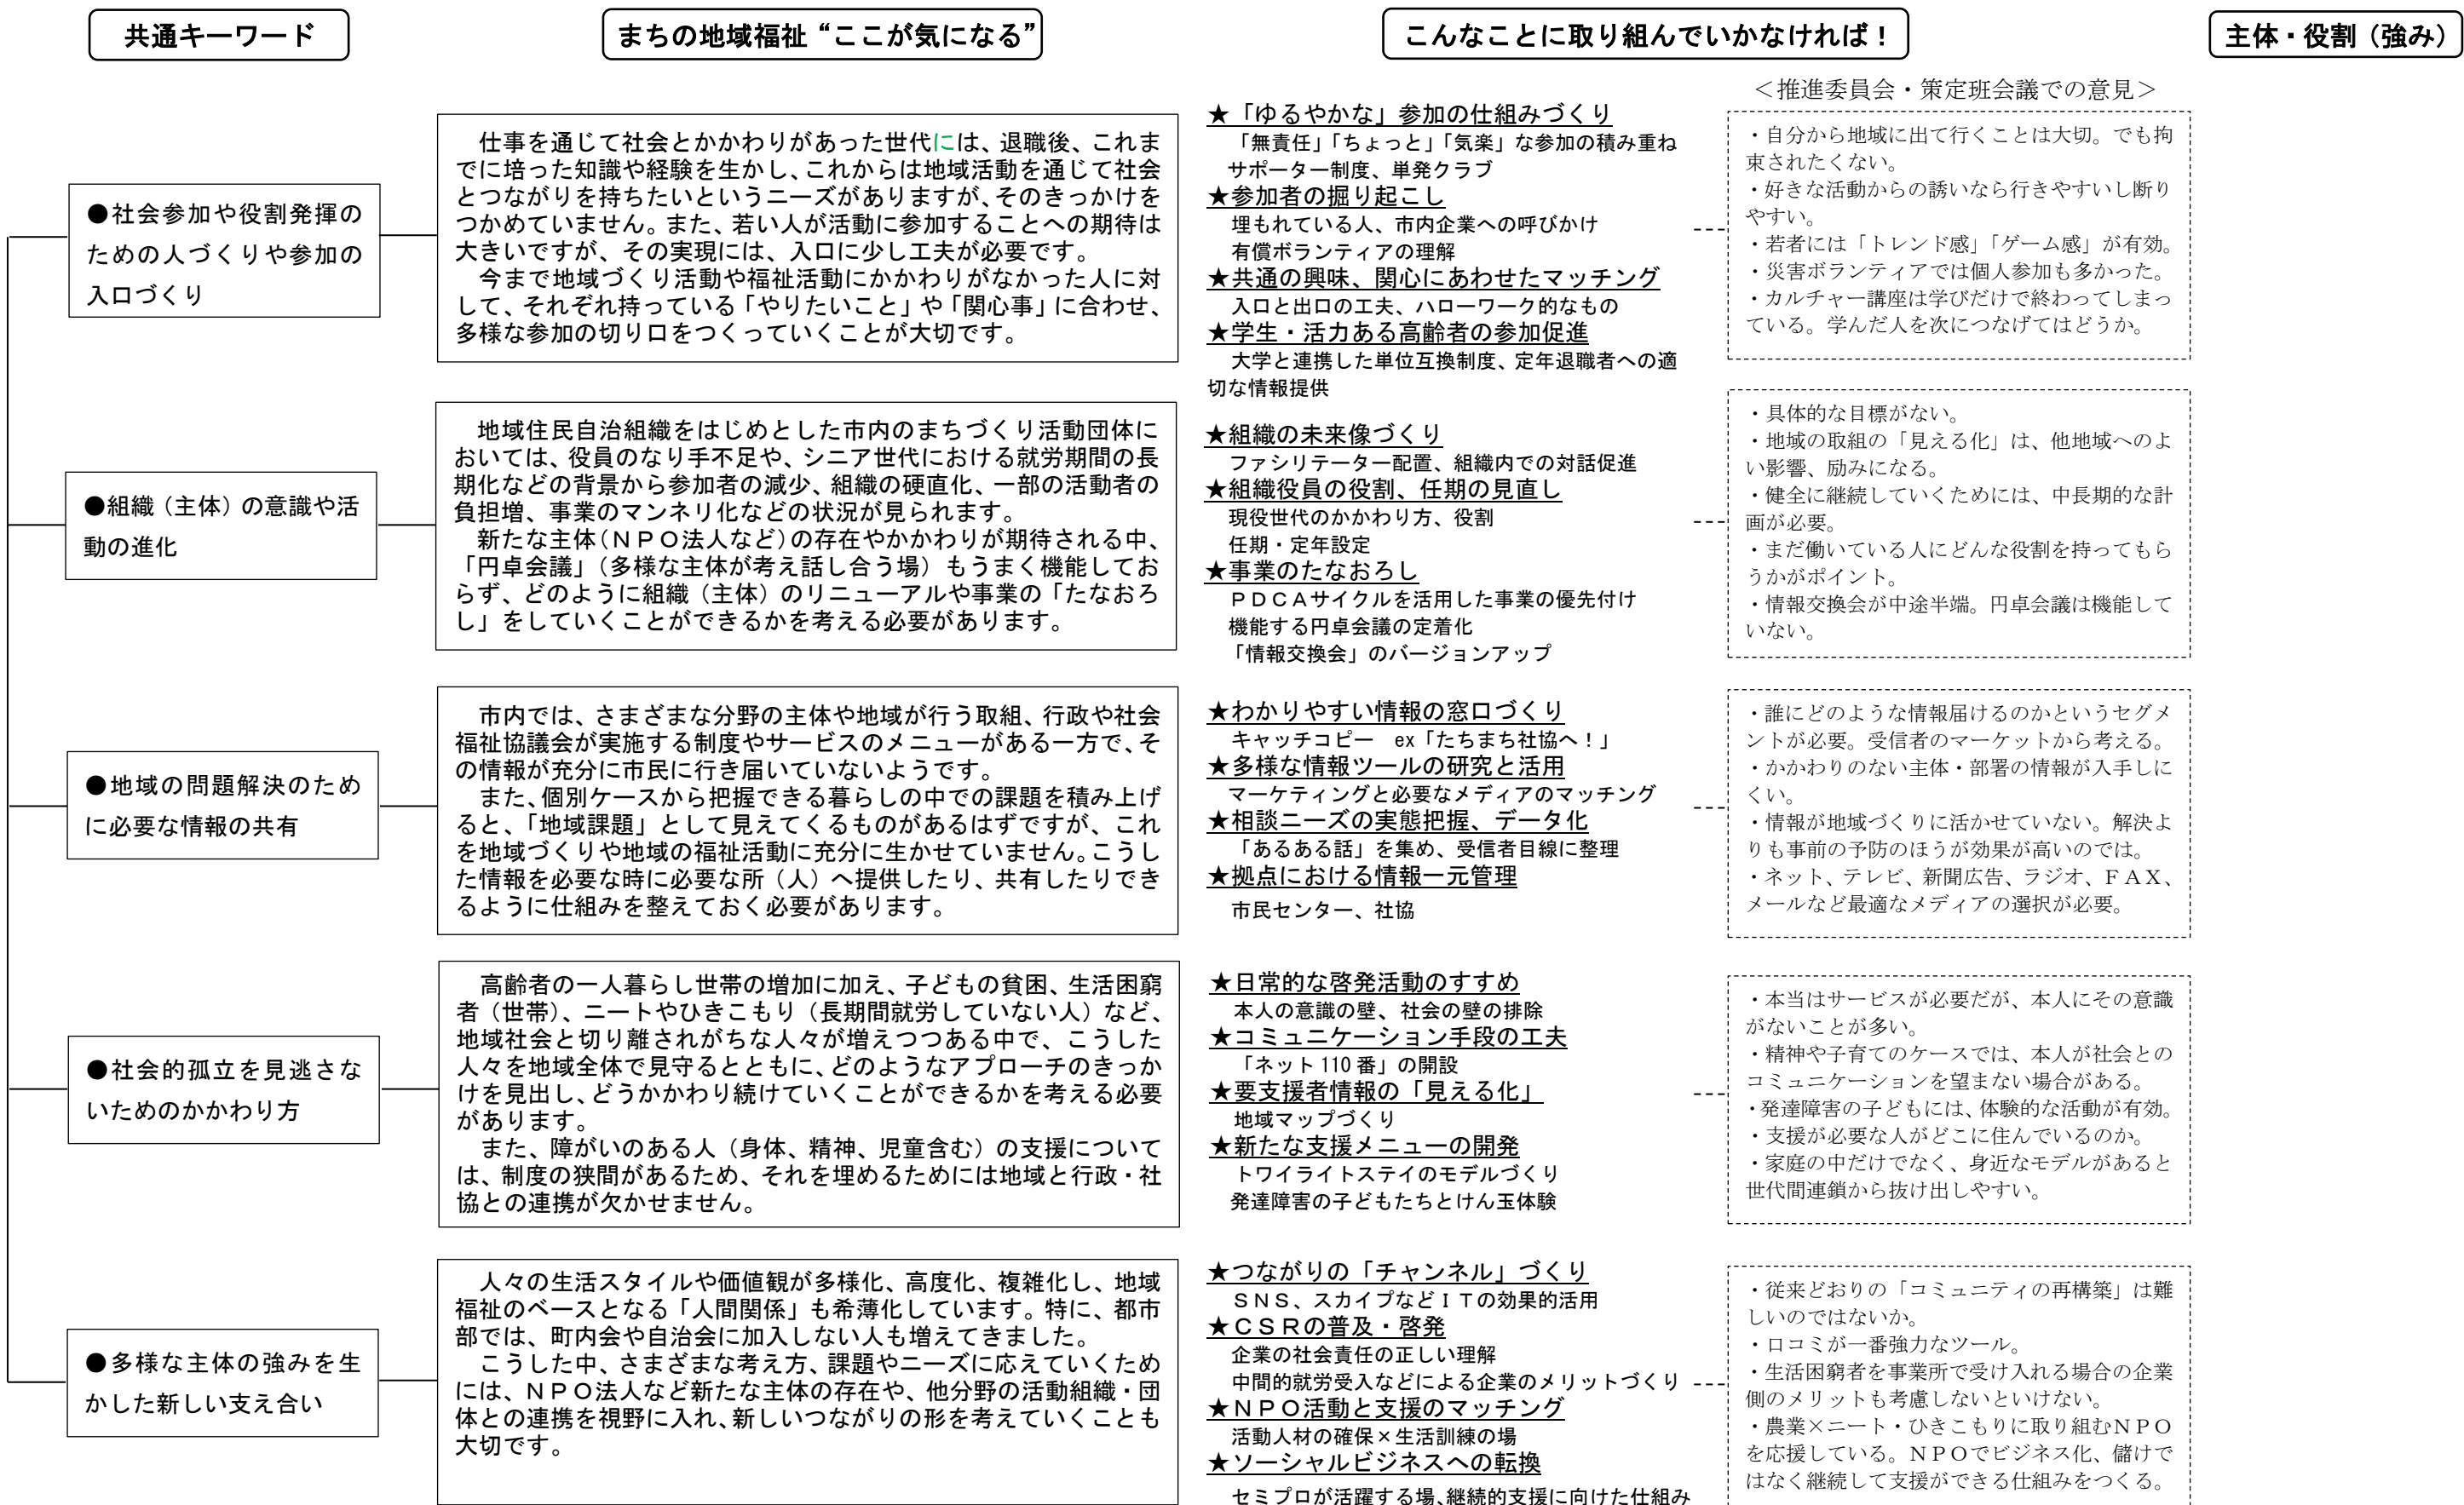 共通キーワード
まちの地域福祉“ここが気になる”
こんなことに取り組んでいかなければ！
主体・役割（強み）
＜推進委員会・策定班会議での意見＞
●社会参加や役割発揮の
ための人づくりや参加の
入口づくり
仕事を通じて社会とかかわりがあった世代には、退職後、これま
でに培った知識や経験を生かし、これからは地域活動を通じて社会
とつながりを持ちたいというニーズがありますが、そのきっかけを
つかめていません。また、若い人が活動に参加することへの期待は
大きいですが、その実現には、入口に少し工夫が必要です。
今まで地域づくり活動や福祉活動にかかわりがなかった人に対
して、それぞれ持っている「やりたいこと」や「関心事」に合わせ、
多様な参加の切り口をつくっていくことが大切です。
★「ゆるやかな」参加の仕組みづくり
「無責任」「ちょっと」「気楽」な参加の積み重ね
サポーター制度、単発クラブ
★参加者の掘り起こし
埋もれている人、市内企業への呼びかけ
有償ボランティアの理解
★共通の興味、関心にあわせたマッチング
入口と出口の工夫、ハローワーク的なもの
★学生・活力ある高齢者の参加促進
大学と連携した単位互換制度、定年退職者への適
切な情報提供
・自分から地域に出て行くことは大切。でも拘
束されたくない。
・好きな活動からの誘いなら行きやすいし断り
やすい。
・若者には「トレンド感」「ゲーム感」が有効。
・災害ボランティアでは個人参加も多かった。
・カルチャー講座は学びだけで終わってしまっ
ている。学んだ人を次につなげてはどうか。
●組織（主体）の意識や活
動の進化
地域住民自治組織をはじめとした市内のまちづくり活動団体に
おいては、役員のなり手不足や、シニア世代における就労期間の長
期化などの背景から参加者の減少、組織の硬直化、一部の活動者の
負担増、事業のマンネリ化などの状況が見られます。
新たな主体（ＮＰＯ法人など）の存在やかかわりが期待される中、
「円卓会議」（多様な主体が考え話し合う場）もうまく機能してお
らず、どのように組織（主体）のリニューアルや事業の「たなおろ
し」をしていくことができるかを考える必要があります。
★組織の未来像づくり
ファシリテーター配置、組織内での対話促進
★組織役員の役割、任期の見直し
現役世代のかかわり方、役割
任期・定年設定
★事業のたなおろし
ＰＤＣＡサイクルを活用した事業の優先付け
機能する円卓会議の定着化
「情報交換会」のバージョンアップ
・具体的な目標がない。
・地域の取組の「見える化」は、他地域へのよ
い影響、励みになる。
・健全に継続していくためには、中長期的な計
画が必要。
・まだ働いている人にどんな役割を持ってもら
うかがポイント。
・情報交換会が中途半端。円卓会議は機能して
いない。
●地域の問題解決のため
に必要な情報の共有
市内では、さまざまな分野の主体や地域が行う取組、行政や社会
福祉協議会が実施する制度やサービスのメニューがある一方で、そ
の情報が充分に市民に行き届いていないようです。
また、個別ケースから把握できる暮らしの中での課題を積み上げ
ると、「地域課題」として見えてくるものがあるはずですが、これ
を地域づくりや地域の福祉活動に充分に生かせていません。こうし
た情報を必要な時に必要な所（人）へ提供したり、共有したりでき
るように仕組みを整えておく必要があります。
★わかりやすい情報の窓口づくり
キャッチコピー　ex「たちまち社協へ！」
★多様な情報ツールの研究と活用
マーケティングと必要なメディアのマッチング
★相談ニーズの実態把握、データ化
「あるある話」を集め、受信者目線に整理
★拠点における情報一元管理
市民センター、社協
・誰にどのような情報届けるのかというセグメ
ントが必要。受信者のマーケットから考える。
・かかわりのない主体・部署の情報が入手しに
くい。
・情報が地域づくりに活かせていない。解決よ
りも事前の予防のほうが効果が高いのでは。
・ネット、テレビ、新聞広告、ラジオ、ＦＡＸ、
メールなど最適なメディアの選択が必要。
●社会的孤立を見逃さな
いためのかかわり方
高齢者の一人暮らし世帯の増加に加え、子どもの貧困、生活困窮
者（世帯）、ニートやひきこもり（長期間就労していない人）など、
地域社会と切り離されがちな人々が増えつつある中で、こうした
人々を地域全体で見守るとともに、どのようなアプローチのきっか
けを見出し、どうかかわり続けていくことができるかを考える必要
があります。
また、障がいのある人（身体、精神、児童含む）の支援について
は、制度の狭間があるため、それを埋めるためには地域と行政・社
協との連携が欠かせません。
★日常的な啓発活動のすすめ
本人の意識の壁、社会の壁の排除
★コミュニケーション手段の工夫
「ネット110番」の開設
★要支援者情報の「見える化」
地域マップづくり
★新たな支援メニューの開発
トワイライトステイのモデルづくり
発達障害の子どもたちとけん玉体験
・本当はサービスが必要だが、本人にその意識
がないことが多い。
・精神や子育てのケースでは、本人が社会との
コミュニケーションを望まない場合がある。
・発達障害の子どもには、体験的な活動が有効。
・支援が必要な人がどこに住んでいるのか。
・家庭の中だけでなく、身近なモデルがあると
世代間連鎖から抜け出しやすい。
●多様な主体の強みを生
かした新しい支え合い
人々の生活スタイルや価値観が多様化、高度化、複雑化し、地域
福祉のベースとなる「人間関係」も希薄化しています。特に、都市
部では、町内会や自治会に加入しない人も増えてきました。
こうした中、さまざまな考え方、課題やニーズに応えていくため
には、ＮＰＯ法人など新たな主体の存在や、他分野の活動組織・団
体との連携を視野に入れ、新しいつながりの形を考えていくことも
大切です。
★つながりの「チャンネル」づくり
ＳＮＳ、スカイプなどＩＴの効果的活用
★ＣＳＲの普及・啓発
企業の社会責任の正しい理解
中間的就労受入などによる企業のメリットづくり
★ＮＰＯ活動と支援のマッチング
活動人材の確保×生活訓練の場
★ソーシャルビジネスへの転換
セミプロが活躍する場、継続的支援に向けた仕組み
・従来どおりの「コミュニティの再構築」は難
しいのではないか。
・口コミが一番強力なツール。
・生活困窮者を事業所で受け入れる場合の企業
側のメリットも考慮しないといけない。
・農業×ニート・ひきこもりに取り組むＮＰＯ
を応援している。ＮＰＯでビジネス化、儲けで
はなく継続して支援ができる仕組みをつくる。